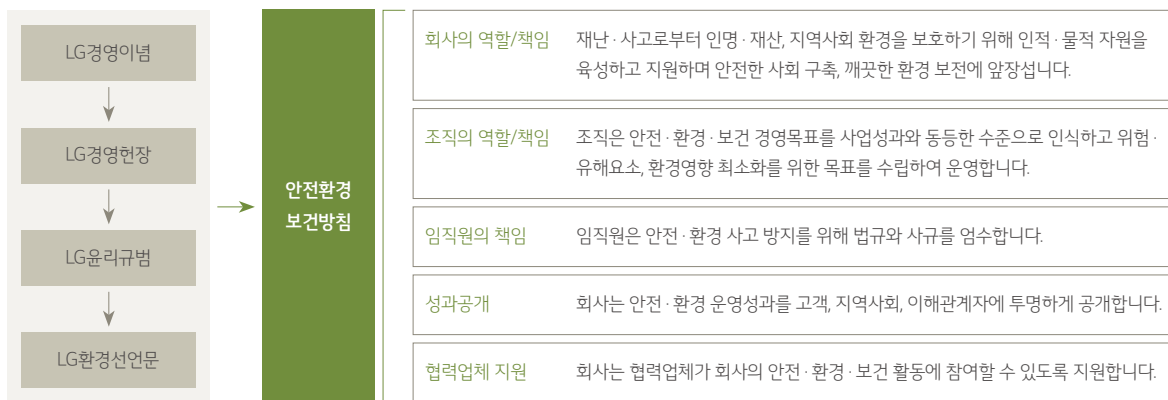 LG경영이념
LG경영헌장
LG윤리규범
LG환경선언문
안전환경
보건방침
회사의 역할/책임
재난·사고로부터 인명·재산, 지역사회 환경을 보호하기 위해 인적·물적 자원을
육성하고 지원하며 안전한 사회 구축, 깨끗한 환경 보전에 앞장섭니다.
조직의 역할/책임
조직은 안전·환경·보건 경영목표를 사업성과와 동등한 수준으로 인식하고 위험·
유해요소, 환경영향 최소화를 위한 목표를 수립하여 운영합니다.
임직원의 책임
임직원은 안전·환경 사고 방지를 위해 법규와 사규를 엄수합니다.
성과공개
회사는 안전·환경 운영성과를 고객, 지역사회, 이해관계자에 투명하게 공개합니다.
협력업체 지원
회사는 협력업체가 회사의 안전·환경·보건 활동에 참여할 수 있도록 지원합니다.